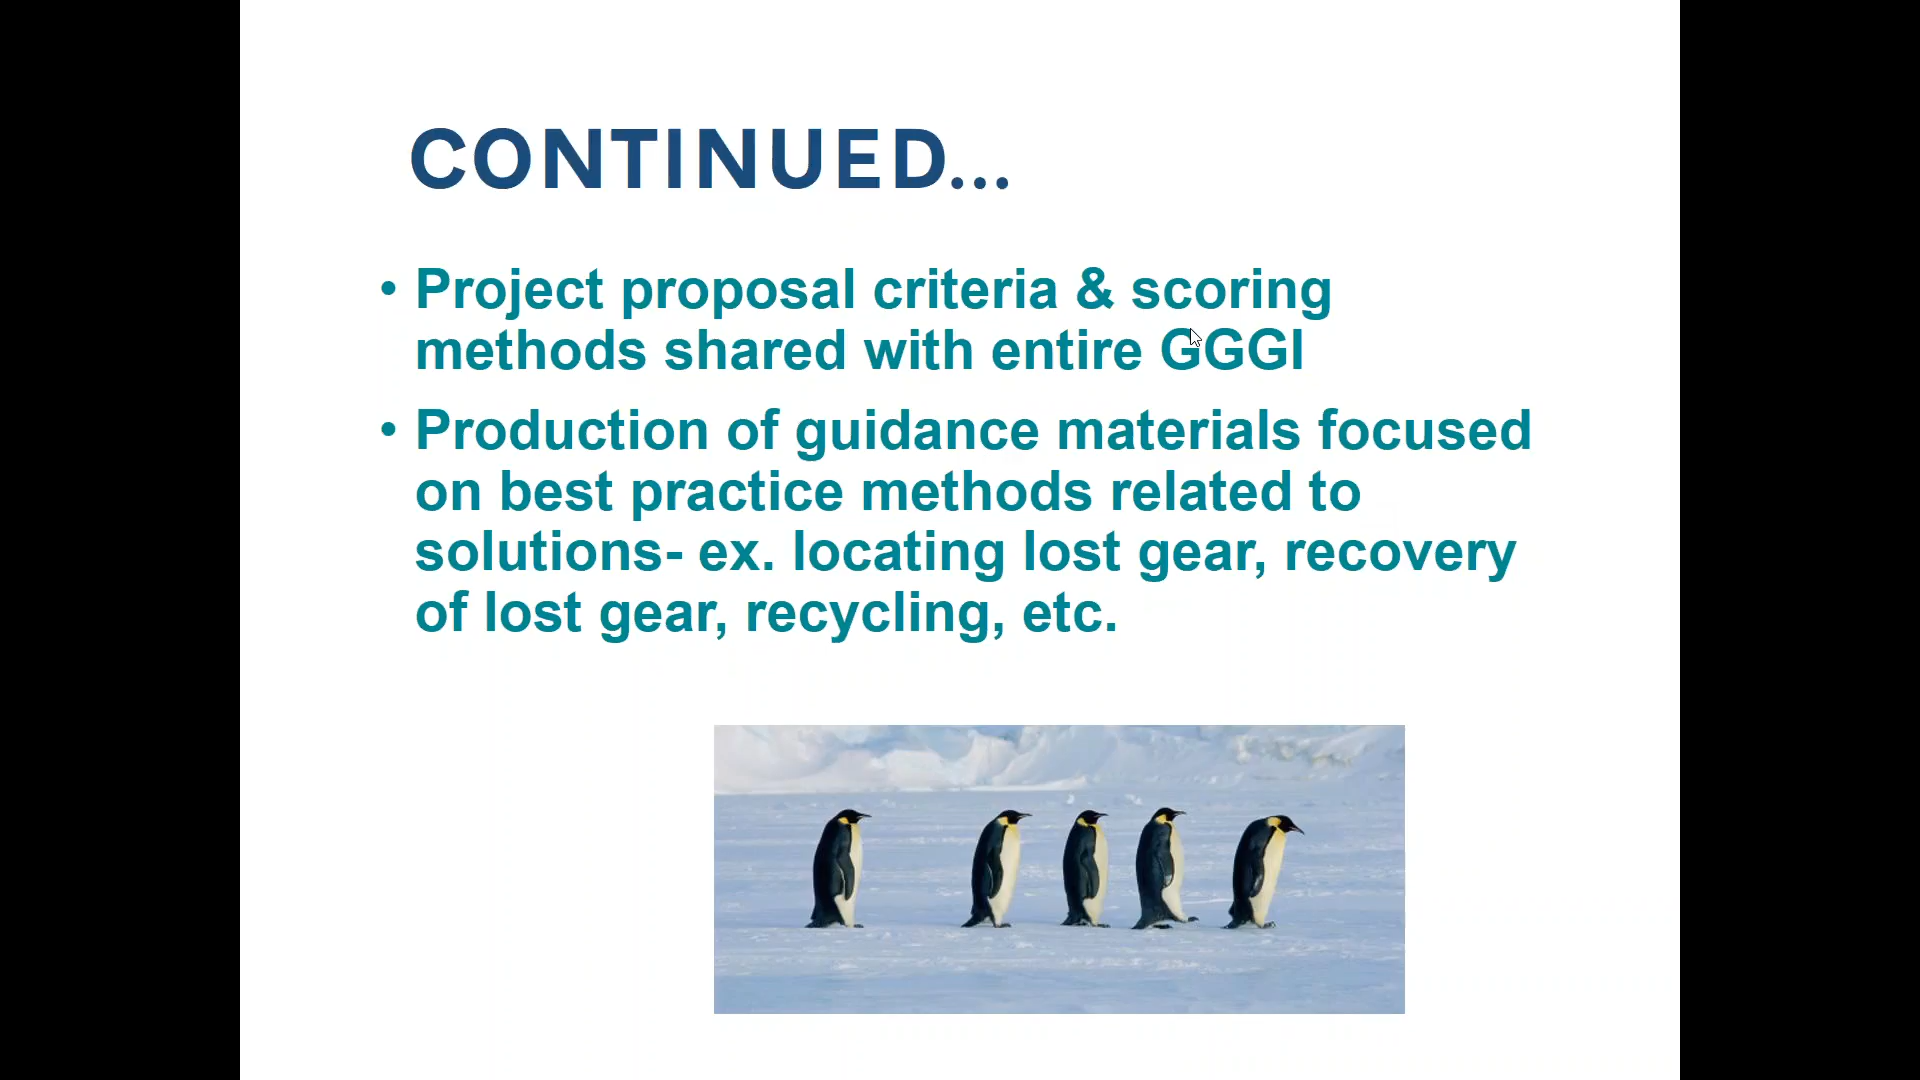 CONTINUED...
• Project proposal criteria & scoring
methods shared with entire GGGI
• Production of guidance materials focused
on best practice methods related to
solutions- ex. locating lost gear, recovery
of lost gear, recycling, etc.